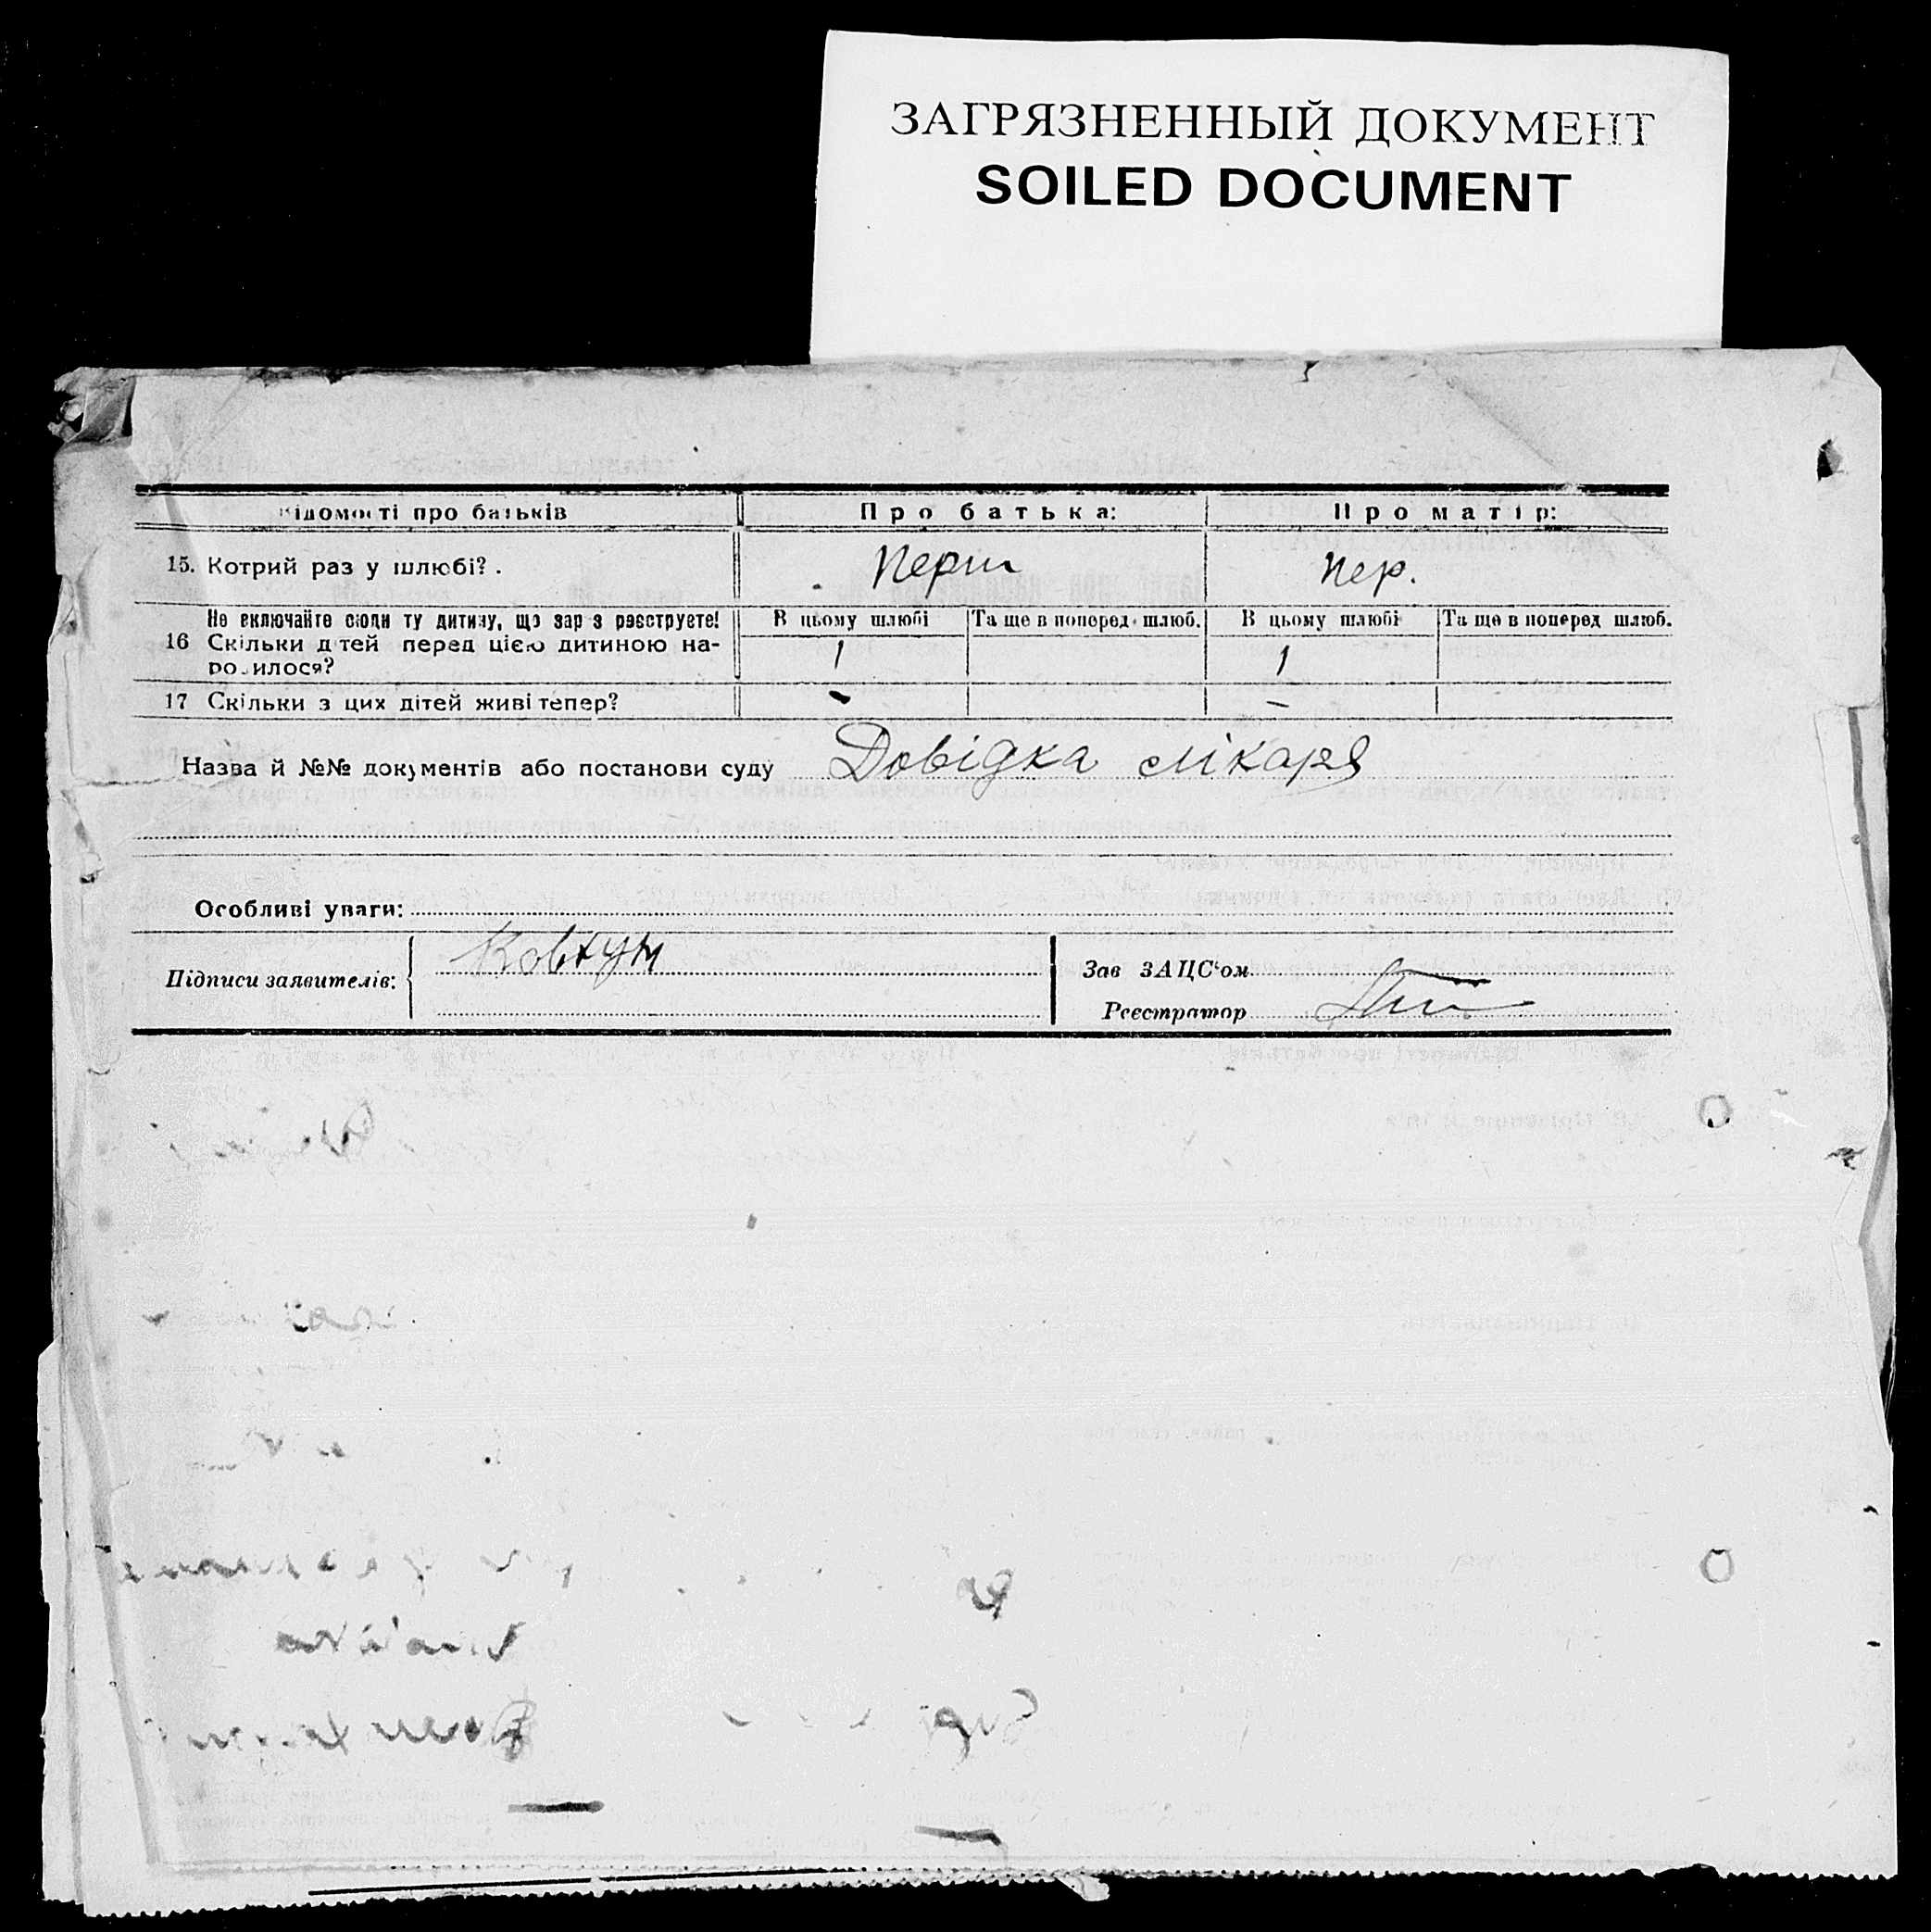 ЗАГРЯЗНЕННЫЙ ДОКУМЕНТ
SOILED DOCUMENT
Відомості про батьків Про батька: Про матір:
15. Котрий раз у шлюбі? . Перш Пер.
Не включайте сюди ту дитину, що зараз реєструєте! В цьому шлюбі Та ще в поперед. шлюб. В цьому шлюбі Та ще в поперед шлюб.
16 Скільки дітей перед цією дитиною на- 1 1
родилося?
17 Скільки з цих дітей живі тепер? - -
Назва й №№ документів або постанови суду Довідка лікаря
Особливі уваги:
Підписи заявителів: Ковтун
Зав ЗАЦС'ом
Реєстратор